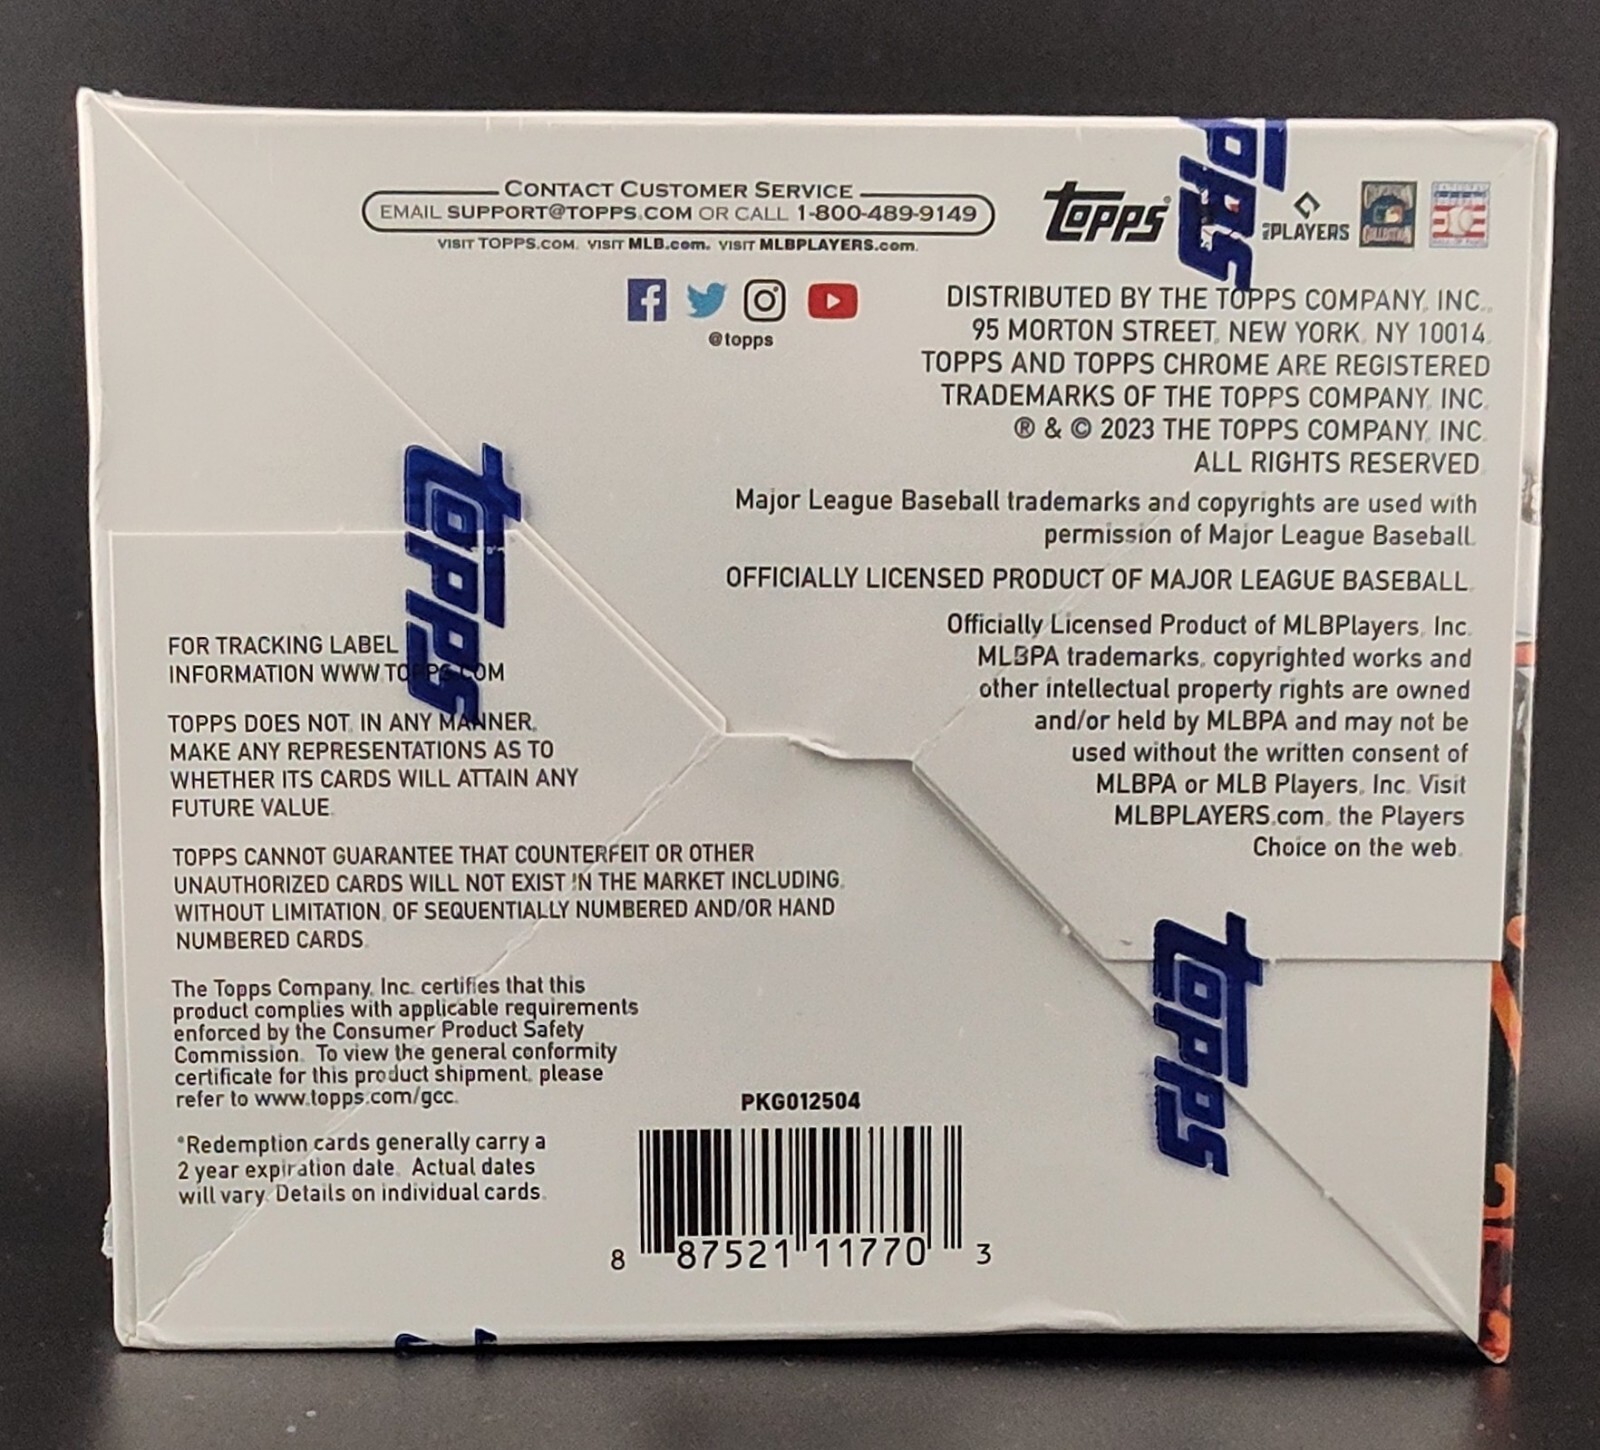 CONTACT CUSTOMER SERVICE
EMAIL SUPPORT@TOPPS.COM OR CALL 1-800-489-9149
VISIT TOPPS.COM. VISIT MLB.com. VISIT MLBPLAYERS.com.
@topps
topps
topps
PLAYERS
DISTRIBUTED BY THE TOPPS COMPANY, INC.,
95 MORTON STREET, NEW YORK, NY 10014.
TOPPS AND TOPPS CHROME ARE REGISTERED
TRADEMARKS OF THE TOPPS COMPANY, INC.
® & © 2023 THE TOPPS COMPANY, INC.
ALL RIGHTS RESERVED.
Major League Baseball trademarks and copyrights are used with
permission of Major League Baseball.
OFFICIALLY LICENSED PRODUCT OF MAJOR LEAGUE BASEBALL.
Officially Licensed Product of MLBPlayers, Inc.
MLBPA trademarks, copyrighted works and
other intellectual property rights are owned
and/or held by MLBPA and may not be
used without the written consent of
MLBPA or MLB Players, Inc. Visit
MLBPLAYERS.com, the Players
Choice on the web.
topps
FOR TRACKING LABEL
INFORMATION WWW.TOPPS.COM
TOPPS DOES NOT, IN ANY MANNER,
MAKE ANY REPRESENTATIONS AS TO
WHETHER ITS CARDS WILL ATTAIN ANY
FUTURE VALUE.
TOPPS CANNOT GUARANTEE THAT COUNTERFEIT OR OTHER
UNAUTHORIZED CARDS WILL NOT EXIST IN THE MARKET INCLUDING,
WITHOUT LIMITATION, OF SEQUENTIALLY NUMBERED AND/OR HAND
NUMBERED CARDS.
The Topps Company, Inc. certifies that this
product complies with applicable requirements
enforced by the Consumer Product Safety
Commission. To view the general conformity
certificate for this product shipment, please
refer to www.topps.com/gcc.
*Redemption cards generally carry a
2 year expiration date. Actual dates
will vary. Details on individual cards.
topps
PKG012504
8 87521 11770 3